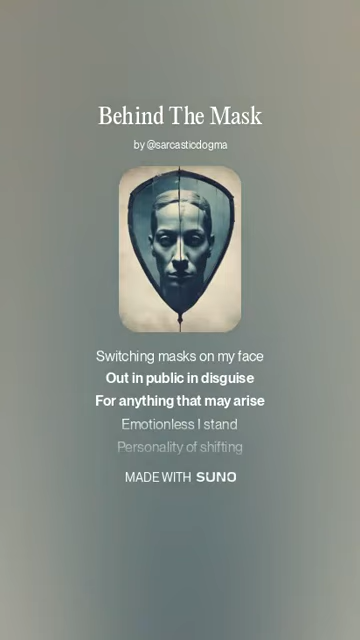 Behind The Mask
by @sarcasticdogma
Switching masks on my face
Out in public in disguise
For anything that may arise
Emotionless I stand
Personality of shifting
MADE WITH SUNO